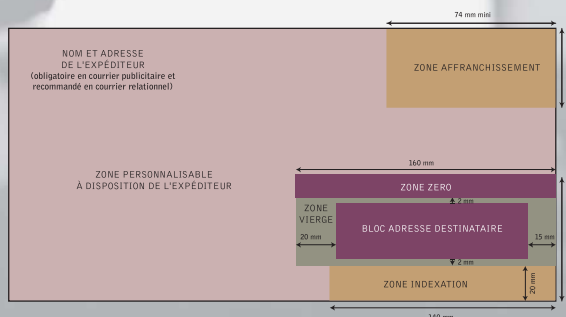 74 mm mini
NOM ET ADRESSE
DE L'EXPÉDITEUR
(obligatoire en courrier publicitaire et
recommandé en courrier relationnel)
ZONE AFFRANCHISSEMENT
160 mm
ZONE PERSONNALISABLE
À DISPOSITION DE L'EXPÉDITEUR
ZONE ZERO
2 mm
ZONE
VIERGE
BLOC ADRESSE DESTINATAIRE
20 mm
15 mm
2 mm
ZONE INDEXATION
20 mm
140 mm